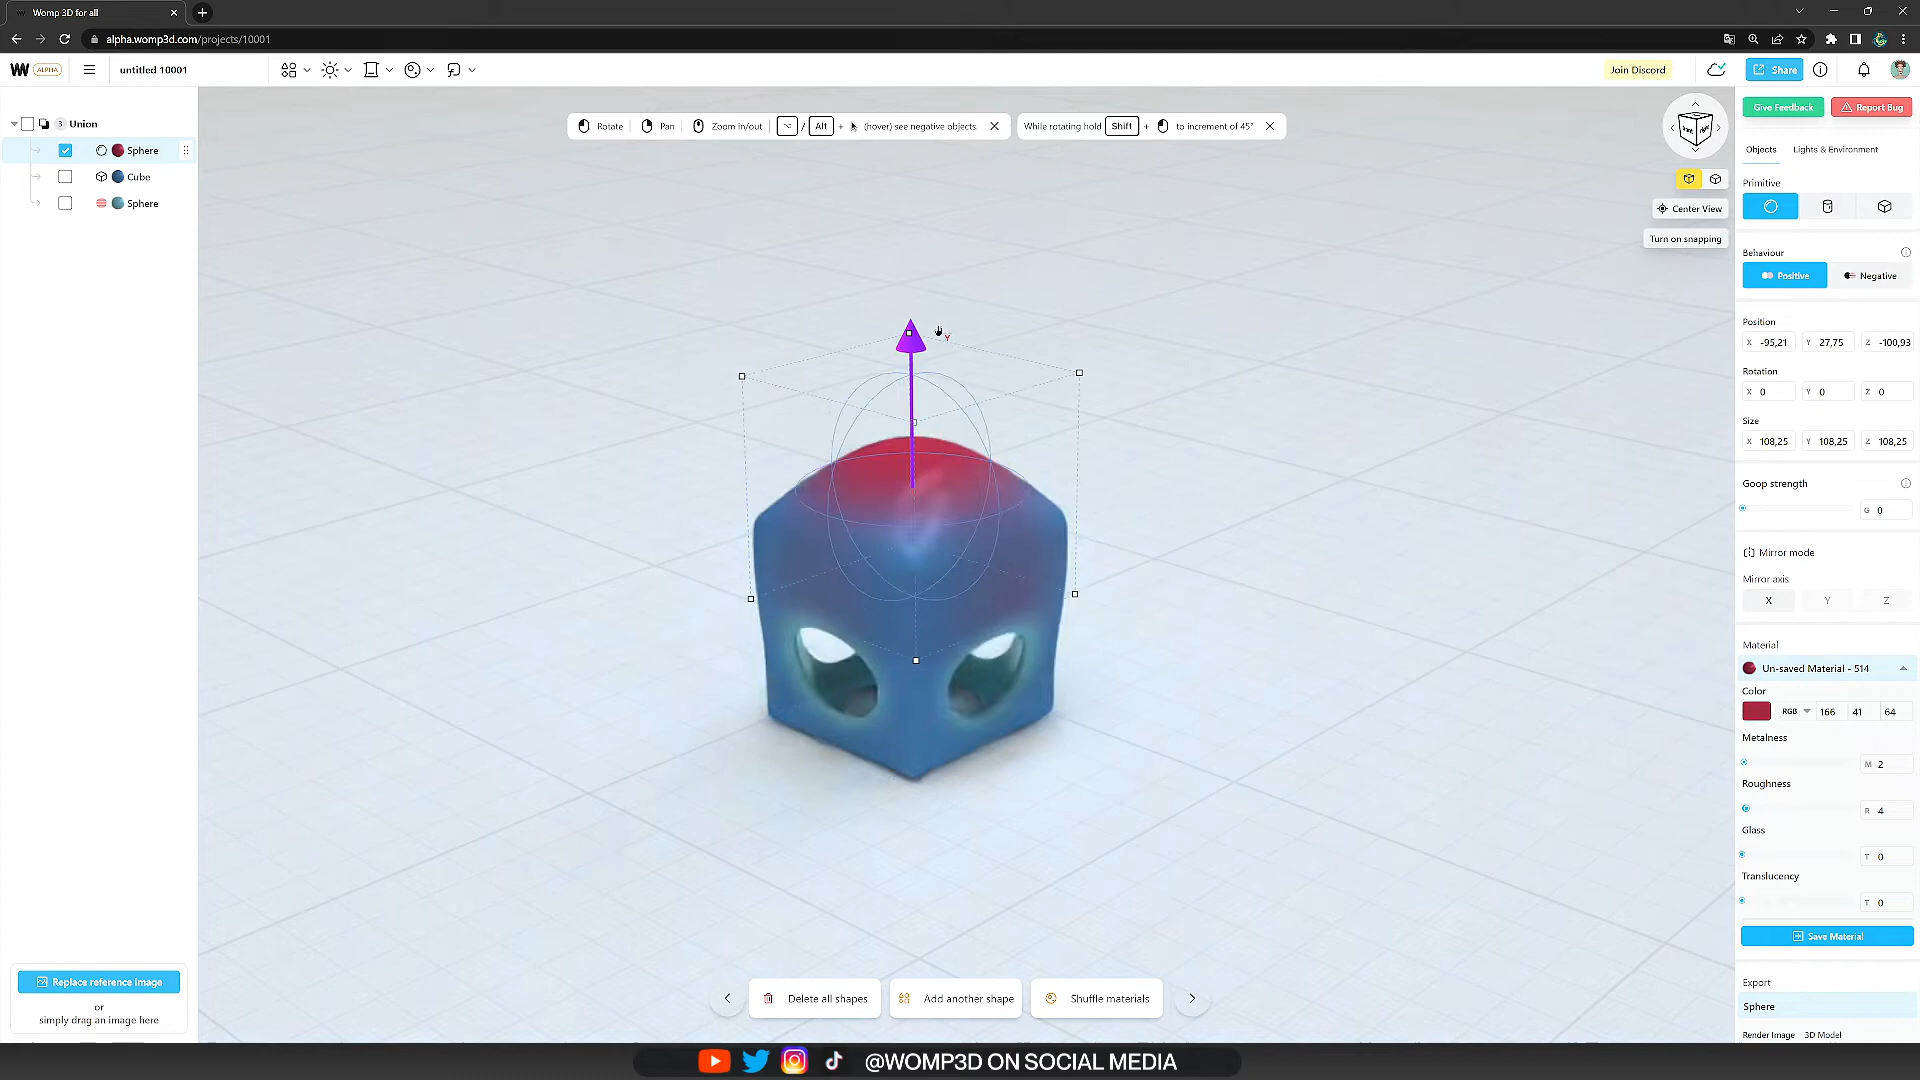 Womp 3D for all
alpha.womp3d.com/projects/10001
ALPHA
untitled 10001
Join Discord
Share
3 Union
Sphere
Cube
Sphere
Rotate
Pan
Zoom in/out
Alt
+
(hover) see negative objects.
While rotating hold
Shift
+
to increment of 45°
Center View
Turn on snapping
Y
Give Feedback
Report Bug
Objects
Lights & Environment
Primitive
Behaviour
Positive
Negative
Position
X -95,21 Y 27,75 Z -100,93
Rotation
X 0 Y 0 Z 0
Size
X 108,25 Y 108,25 Z 108,25
Goop strength
G 0
Mirror mode
Mirror axis
X Y Z
Material
Un-saved Material - 514
Color
RGB 166 41 64
Metalness
M 2
Roughness
R 4
Glass
T 0
Translucency
T 0
Save Material
Export
Sphere
Render Image 3D Model
Replace reference image
or
simply drag an image here
Delete all shapes
Add another shape
Shuffle materials
@WOMP3D ON SOCIAL MEDIA